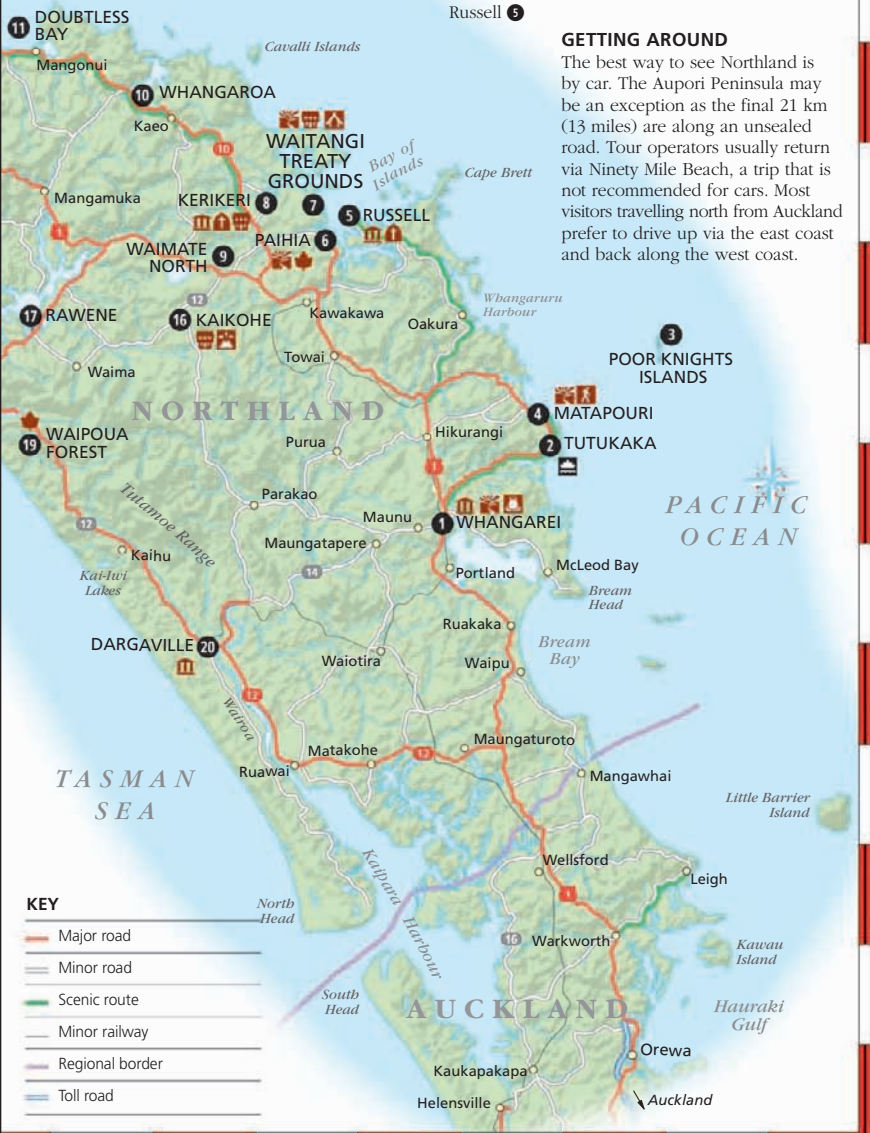 Russell 5
11 DOUBTLESS
BAY
Mangonui
Cavalli Islands
GETTING AROUND
The best way to see Northland is
by car. The Aupori Peninsula may
be an exception as the final 21 km
(13 miles) are along an unsealed
road. Tour operators usually return
via Ninety Mile Beach, a trip that is
not recommended for cars. Most
visitors travelling north from Auckland
prefer to drive up via the east coast
and back along the west coast.
10 WHANGAROA
Kaeo
10
WAITANGI
TREATY
GROUNDS
7
Bay of
Islands
Cape Brett
Mangamuka
KERIKERI 8
5 RUSSELL
1
WAIMATE
NORTH 9
PAIHIA 6
12
Whangaruru
Harbour
17 RAWENE
16 KAIKOHE
Kawakawa
Oakura
3
POOR KNIGHTS
ISLANDS
Towai
Waima
NORTHLAND
4 MATAPOURI
19 WAIPOUA
FOREST
Purua
Hikurangi
2 TUTUKAKA
1
Tutamoe Range
Parakao
PACIFIC
OCEAN
12
Maunu
1 WHANGAREI
Kaihu
Maungatapere
Kai-Iwi
Lakes
14
Portland
McLeod Bay
Bream
Head
Ruakaka
DARGAVILLE 20
Waiotira
Waipu
Bream
Bay
12
Wairoa
Matakohe
12
Maungaturoto
Ruawai
Mangawhai
TASMAN
SEA
Little Barrier
Island
Kaipara
Harbour
Wellsford
Leigh
1
North
Head
16
Warkworth
Kawau
Island
South
Head
AUCKLAND
Hauraki
Gulf
Orewa
Kaukapakapa
Helensville
Auckland
KEY
Major road
Minor road
Scenic route
Minor railway
Regional border
Toll road